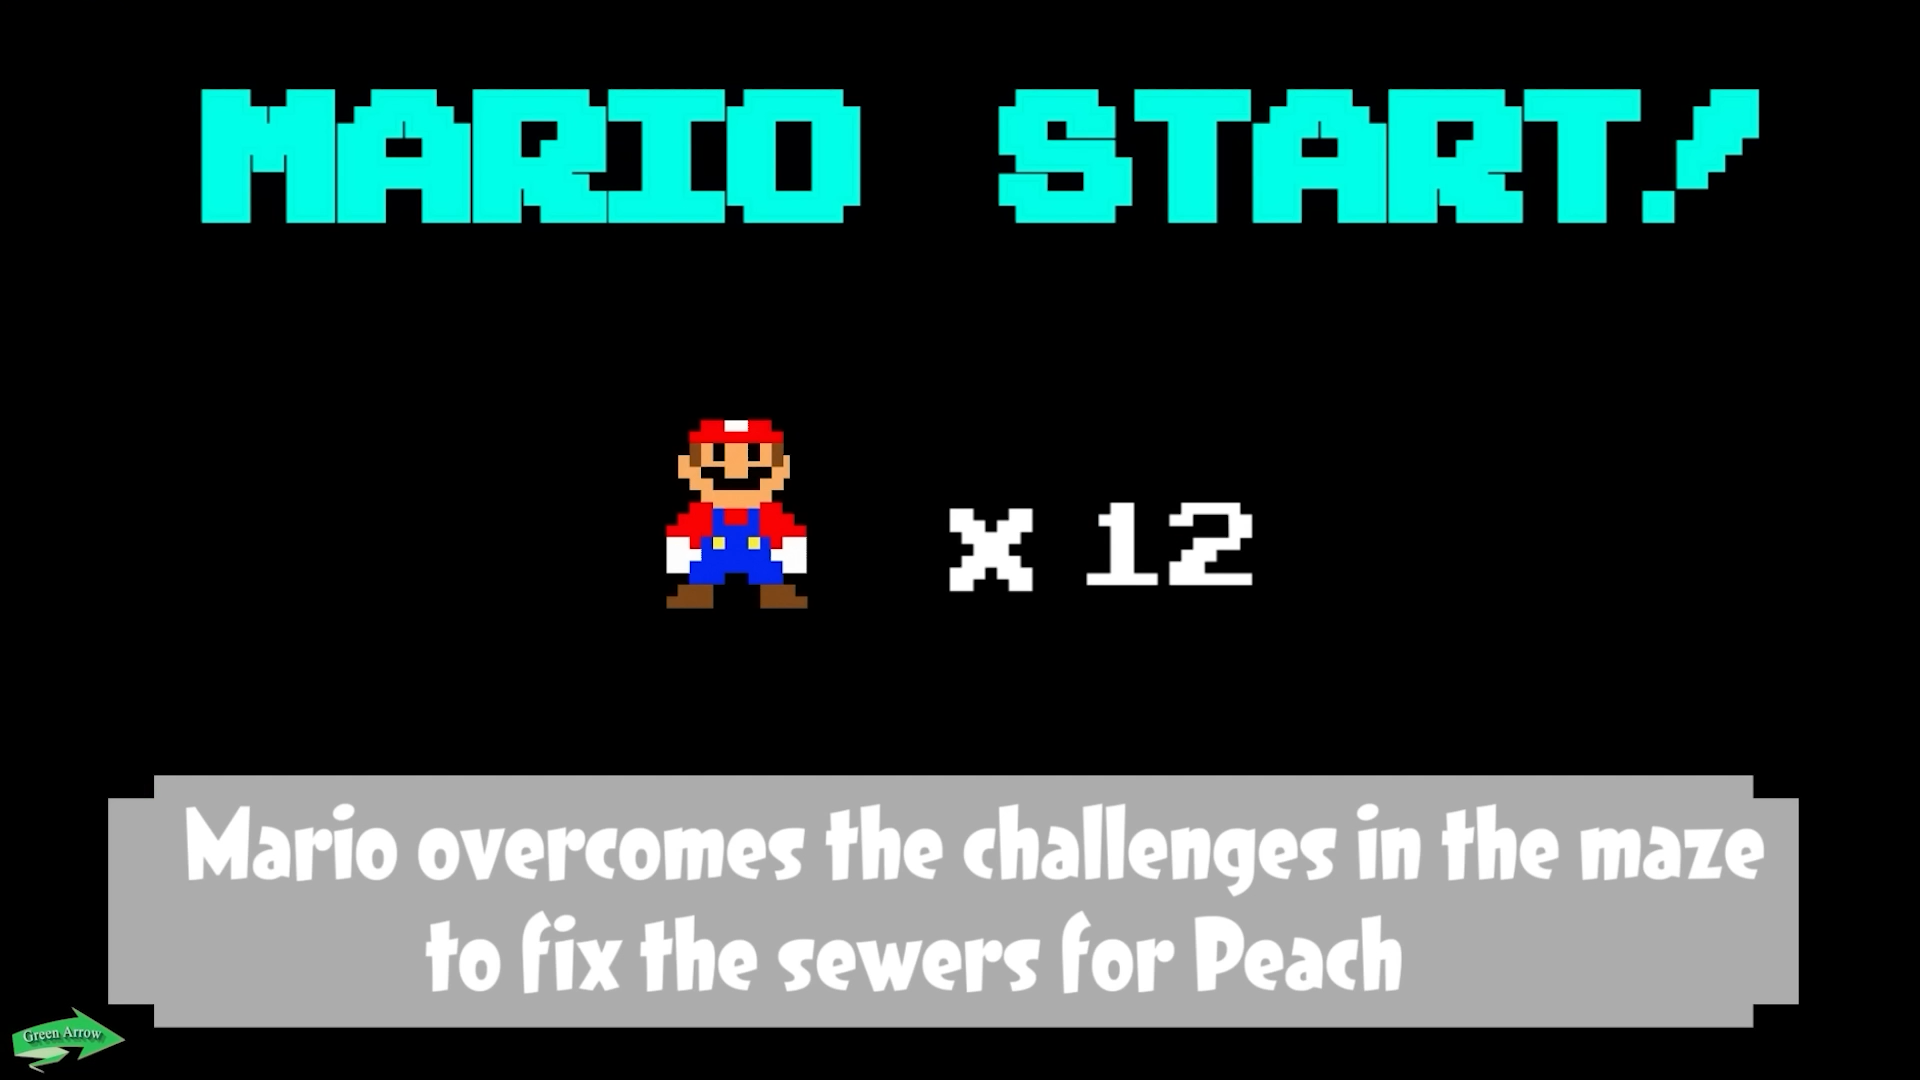 MARIO START!
x 12
Mario overcomes the challenges in the maze
to fix the sewers for Peach
Green Arrow